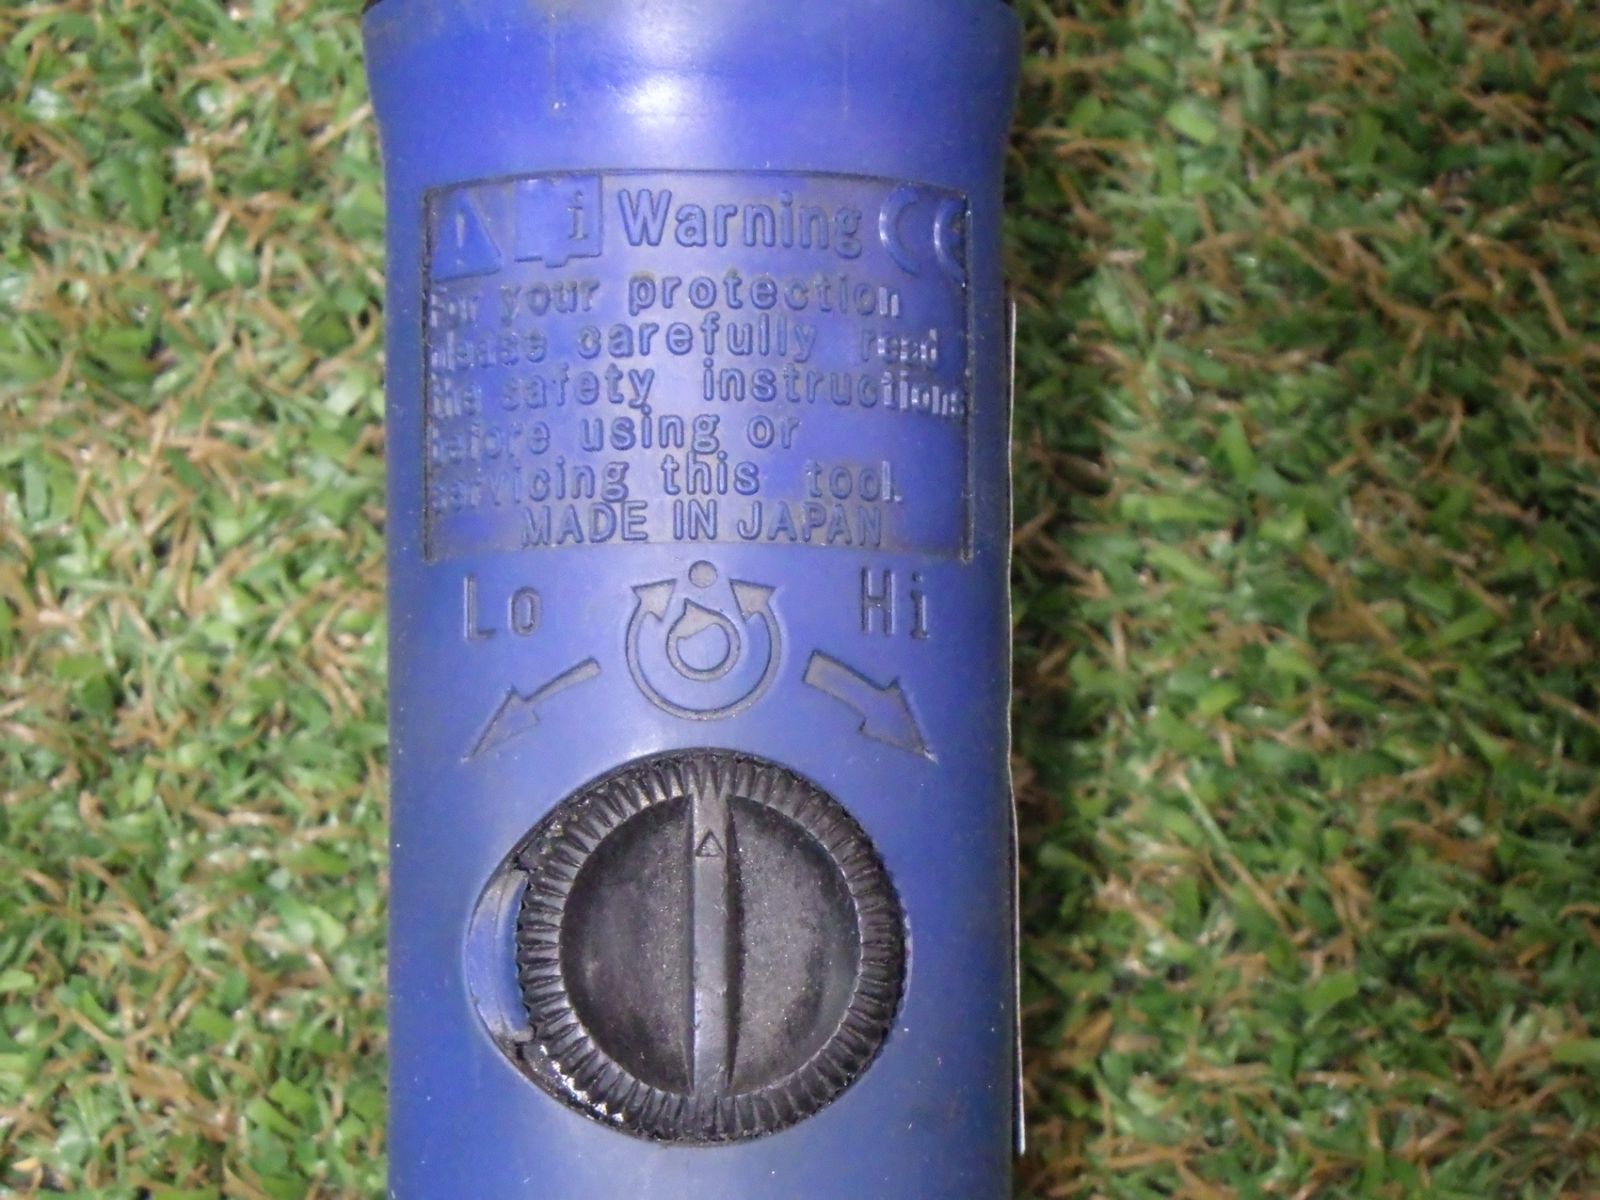 i Warning CE
For your protection
please carefully read
the safety instructions
before using or
servicing this tool.
MADE IN JAPAN
Lo Hi